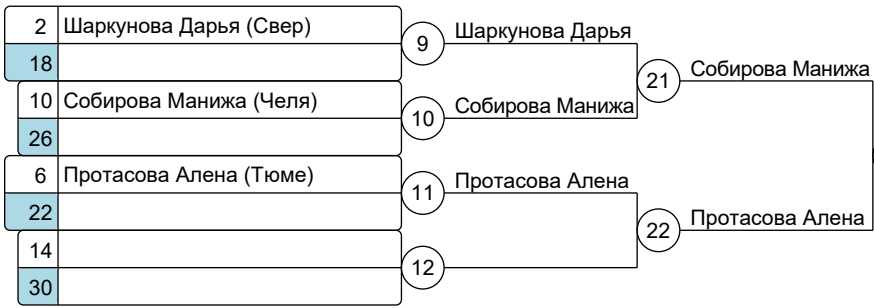 2 Шаркунова Дарья (Свер)
18
9 Шаркунова Дарья
10 Собирова Манижа (Челя)
26
10 Собирова Манижа
21 Собирова Манижа
6 Протасова Алена (Тюме)
22
11 Протасова Алена
14
30
12
22 Протасова Алена